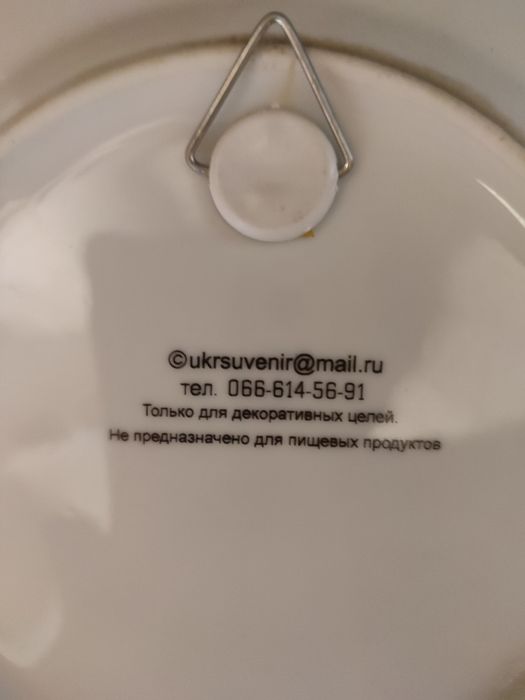 ©ukrsuvenir@mail.ru
тел. 066-614-56-91
Только для декоративных целей.
Не предназначено для пищевых продуктов